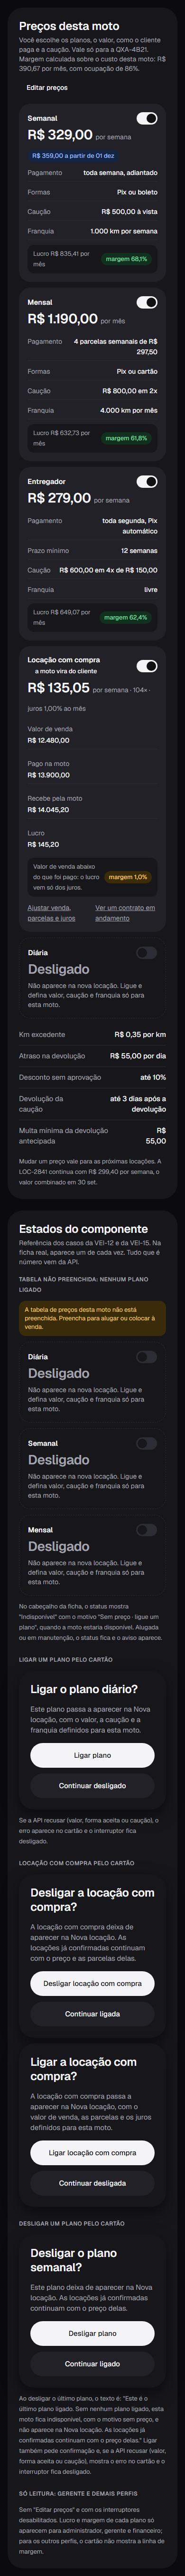 Preços desta moto
Você escolhe os planos, o valor, como o cliente
paga e a caução. Vale só para a QXA-4B21.
Margem calculada sobre o custo desta moto: R$
390,67 por mês, com ocupação de 86%.
Editar preços
Semanal
R$ 329,00 por semana
R$ 359,00 a partir de 01 dez
Pagamento toda semana, adiantado
Formas Pix ou boleto
Caução R$ 500,00 à vista
Franquia 1.000 km por semana
Lucro R$ 835,41 por
mês
margem 68,1%
Mensal
R$ 1.190,00 por mês
Pagamento 4 parcelas semanais de R$
297,50
Formas Pix ou cartão
Caução R$ 800,00 em 2x
Franquia 4.000 km por mês
Lucro R$ 632,73 por
mês
margem 61,8%
Entregador
R$ 279,00 por semana
Pagamento toda segunda, Pix
automático
Prazo mínimo 12 semanas
Caução R$ 600,00 em 4x de R$ 150,00
Franquia livre
Lucro R$ 649,07 por
mês
margem 62,4%
Locação com compra
a moto vira do cliente
R$ 135,05 por semana · 104× ·
juros 1,00% ao mês
Valor de venda
R$ 12.480,00
Pago na moto
R$ 13.900,00
Recebe pela moto
R$ 14.045,20
Lucro
R$ 145,20
Valor de venda abaixo
do que foi pago: o lucro
vem só dos juros.
margem 1,0%
Ajustar venda,
parcelas e juros
Ver um contrato em
andamento
Diária
Desligado
Não aparece na nova locação. Ligue e
defina valor, caução e franquia só para
esta moto.
Km excedente R$ 0,35 por km
Atraso na devolução R$ 55,00 por dia
Desconto sem aprovação até 10%
Devolução da
caução
até 3 dias após a
devolução
Multa mínima da devolução
antecipada
R$
55,00
Mudar um preço vale para as próximas locações. A
LOC-2841 continua com R$ 299,40 por semana, o
valor combinado em 30 set.
Estados do componente
Referência dos casos da VEI-12 e da VEI-15. Na
ficha real, aparece um de cada vez. Tudo que é
número vem da API.
TABELA NÃO PREENCHIDA: NENHUM PLANO
LIGADO
A tabela de preços desta moto não está
preenchida. Preencha para alugar ou colocar à
venda.
Diária
Desligado
Não aparece na nova locação. Ligue e
defina valor, caução e franquia só para
esta moto.
Semanal
Desligado
Não aparece na nova locação. Ligue e
defina valor, caução e franquia só para
esta moto.
Mensal
Desligado
Não aparece na nova locação. Ligue e
defina valor, caução e franquia só para
esta moto.
No cabeçalho da ficha, o status mostra
"Indisponível" com o motivo "Sem preço · ligue um
plano", quando a moto estaria disponível. Alugada
ou em manutenção, o status fica e o aviso aparece.
LIGAR UM PLANO PELO CARTÃO
Ligar o plano diário?
Este plano passa a aparecer na Nova
locação, com o valor, a caução e a
franquia definidos para esta moto.
Ligar plano
Continuar desligado
Se a API recusar (valor, forma aceita ou caução), o
erro aparece no cartão e o interruptor fica
desligado.
LOCAÇÃO COM COMPRA PELO CARTÃO
Desligar a locação com
compra?
A locação com compra deixa de
aparecer na Nova locação. As
locações já confirmadas continuam
com o preço e as parcelas delas.
Desligar locação com compra
Continuar ligada
Ligar a locação com
compra?
A locação com compra passa a
aparecer na Nova locação, com o
valor de venda, as parcelas e os juros
definidos para esta moto.
Ligar locação com compra
Continuar desligada
DESLIGAR UM PLANO PELO CARTÃO
Desligar o plano
semanal?
Este plano deixa de aparecer na Nova
locação. As locações já confirmadas
continuam com o preço delas.
Desligar plano
Continuar ligado
Ao desligar o último plano, o texto é: "Este é o
último plano ligado. Sem nenhum plano ligado, esta
moto fica indisponível, com o motivo sem preço, e
não aparece na Nova locação. As locações já
confirmadas continuam com o preço delas." Ligar
também pede confirmação e, se a API recusar (valor,
forma aceita ou caução), mostra o erro no cartão e o
interruptor fica desligado.
SÓ LEITURA: GERENTE E DEMAIS PERFIS
Sem "Editar preços" e com os interruptores
desabilitados. Lucro e margem de cada plano só
aparecem para administrador, gerente e financeiro;
para os outros perfis, o cartão não mostra a linha de
margem.